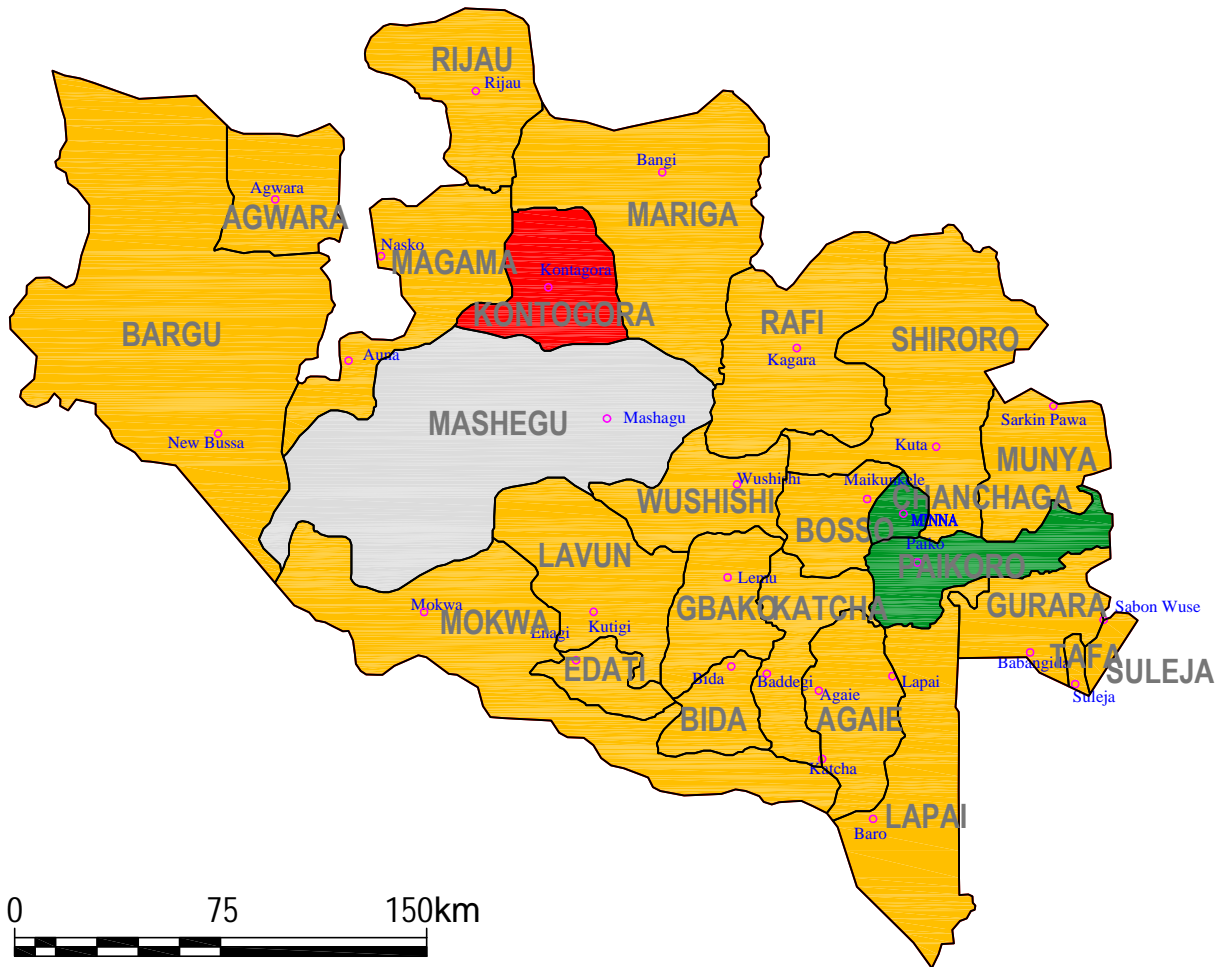 RIJAU
Rijau
Bangi
Agwara
AGWARA
MARIGA
Nasko
MAGAMA
Kontagora
KONTOGORA
RAFI
BARGU
SHIRORO
Kagara
Auna
Sarkin Pawa
MASHEGU
Mashagu
New Bussa
Kuta
MUNYA
Wushishi
Maikunkele
WUSHISHI
CHANCHAGA
BOSSO
MINNA
LAVUN
Paiko
PAIKORO
Lemu
Mokwa
GBAKO
KATCHA
GURARA
MOKWA
Kutigi
Sabon Wuse
Enagi
EDATI
Babangida
TAFA
SULEJA
Bida
Baddegi
Lapai
Agaie
Suleja
BIDA
AGAIE
Katcha
LAPAI
Baro
0 75 150km